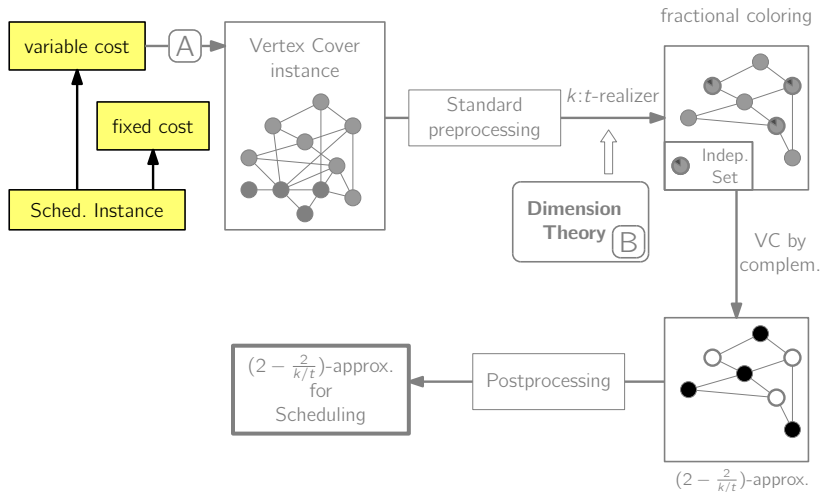 fractional coloring
variable cost
A
Vertex Cover
instance
fixed cost
Sched. Instance
Standard
preprocessing
k:t-realizer
Indep.
Set
Dimension
Theory
B
VC by
complem.
(2 − 2/(k/t))-approx.
for
Scheduling
Postprocessing
(2 − 2/(k/t))-approx.